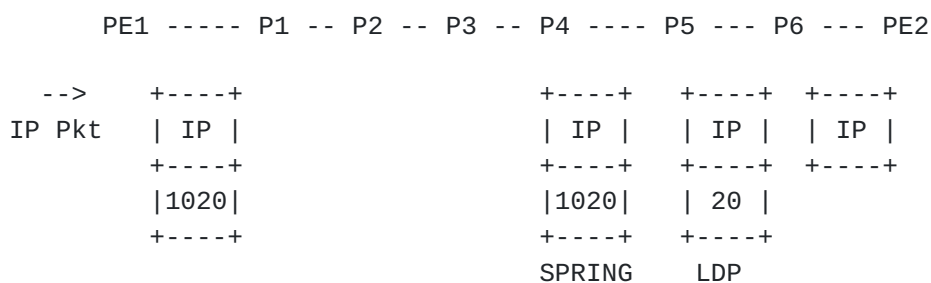 PE1 ----- P1 -- P2 -- P3 -- P4 ---- P5 --- P6 --- PE2
--> +----+ +----+ +----+ +----+
IP Pkt | IP | | IP | | IP | | IP |
+----+ +----+ +----+ +----+
|1020| |1020| | 20 |
+----+ +----+ +----+
SPRING LDP